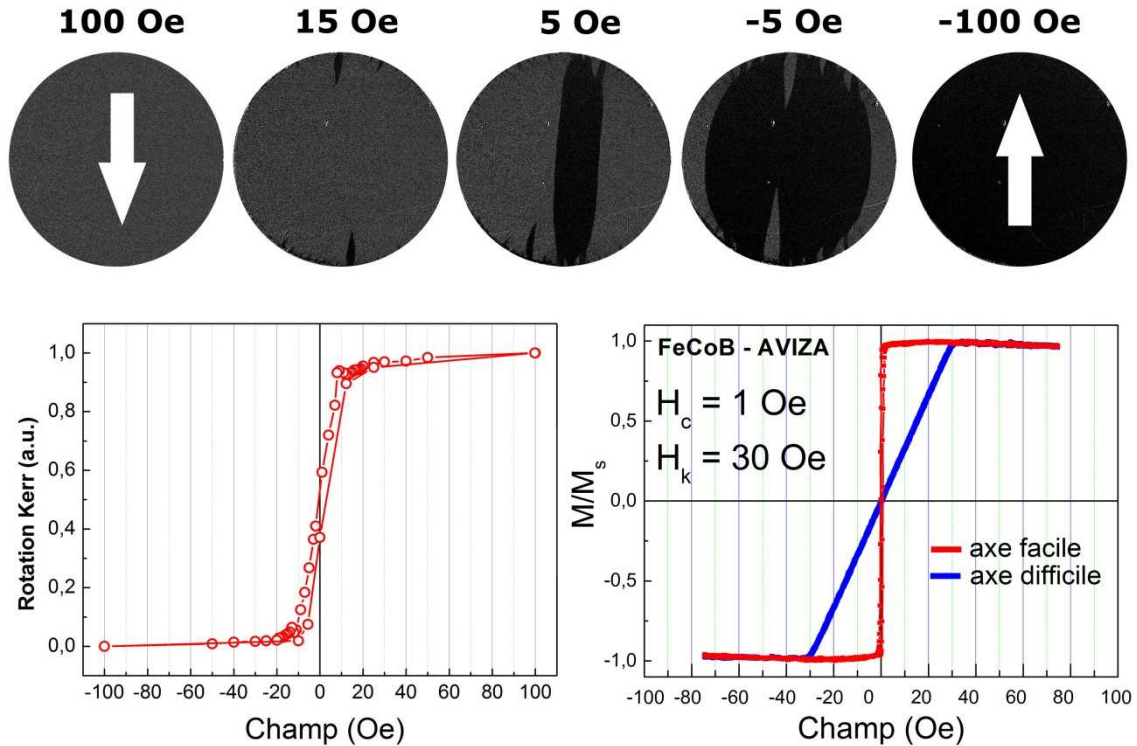 100 Oe 15 Oe 5 Oe -5 Oe -100 Oe
1,0
0,8
0,6
0,4
0,2
0,0
Rotation Kerr (a.u.)
-100 -80 -60 -40 -20 0 20 40 60 80 100
Champ (Oe)
1,0
0,5
0,0
-0,5
-1,0
M/Ms
FeCoB - AVIZA
Hc = 1 Oe
Hk = 30 Oe
axe facile
axe difficile
-100 -80 -60 -40 -20 0 20 40 60 80 100
Champ (Oe)